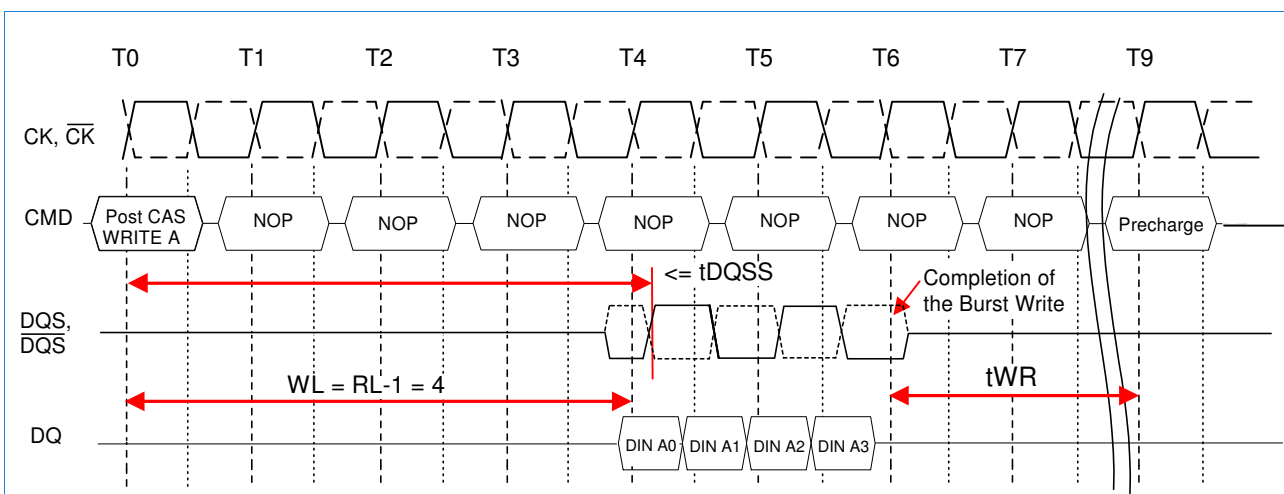 T0 T1 T2 T3 T4 T5 T6 T7 T9
CK, CK
CMD
Post CAS
WRITE A
NOP NOP NOP NOP NOP NOP NOP Precharge
<= tDQSS
Completion of
the Burst Write
DQS,
DQS
WL = RL-1 = 4
tWR
DQ
DIN A0 DIN A1 DIN A2 DIN A3